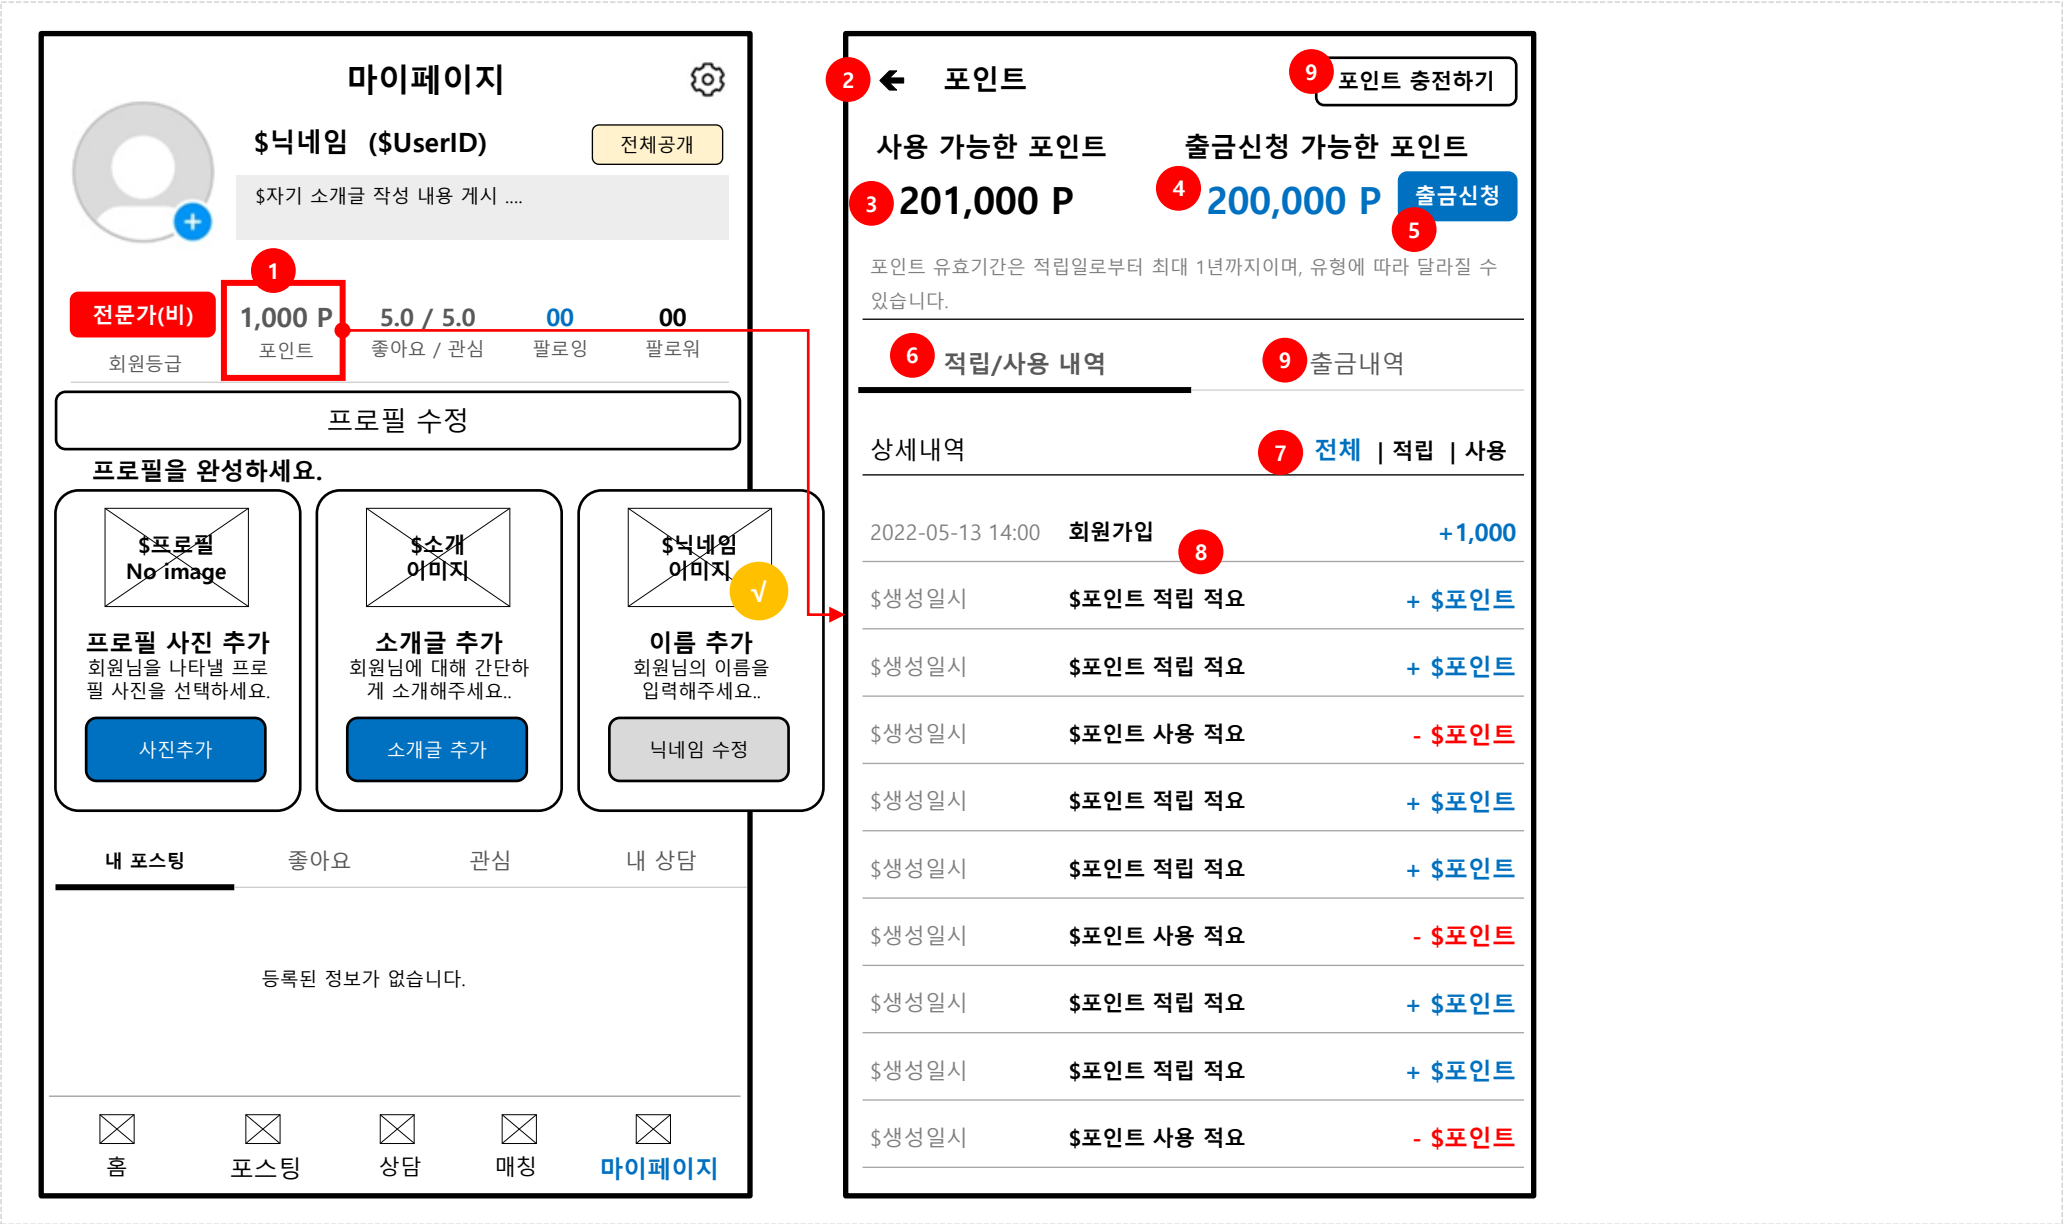 마이페이지
$닉네임 ($UserID)
전체공개
$자기 소개글 작성 내용 게시 ....
1
전문가(비)
회원등급
1,000 P
포인트
5.0 / 5.0
좋아요 / 관심
00
팔로잉
00
팔로워
프로필 수정
프로필을 완성하세요.
$프로필
No image
프로필 사진 추가
회원님을 나타낼 프로
필 사진을 선택하세요.
사진추가
$소개
이미지
소개글 추가
회원님에 대해 간단하
게 소개해주세요..
소개글 추가
$닉네임
이미지
√
이름 추가
회원님의 이름을
입력해주세요..
닉네임 수정
내 포스팅 좋아요 관심 내 상담
등록된 정보가 없습니다.
홈 포스팅 상담 매칭 마이페이지
2 포인트
9 포인트 충전하기
사용 가능한 포인트
3 201,000 P
출금신청 가능한 포인트
4 200,000 P 출금신청
5
포인트 유효기간은 적립일로부터 최대 1년까지이며, 유형에 따라 달라질 수
있습니다.
6 적립/사용 내역 9 출금내역
상세내역 7 전체 | 적립 | 사용
2022-05-13 14:00 회원가입 +1,000
8
$생성일시 $포인트 적립 적요 + $포인트
$생성일시 $포인트 적립 적요 + $포인트
$생성일시 $포인트 사용 적요 - $포인트
$생성일시 $포인트 적립 적요 + $포인트
$생성일시 $포인트 적립 적요 + $포인트
$생성일시 $포인트 사용 적요 - $포인트
$생성일시 $포인트 적립 적요 + $포인트
$생성일시 $포인트 적립 적요 + $포인트
$생성일시 $포인트 사용 적요 - $포인트